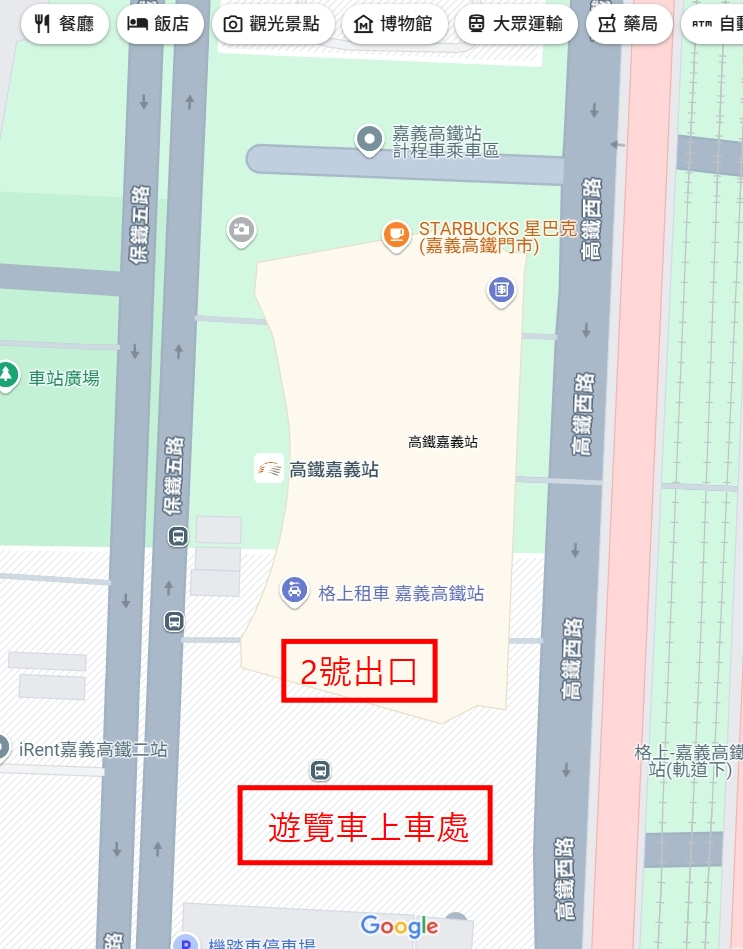 餐廳
飯店
觀光景點
博物館
大眾運輸
藥局
ATM 自動
嘉義高鐵站
計程車乘車區
保鐵五路
高鐵西路
STARBUCKS 星巴克
(嘉義高鐵門市)
車站廣場
高鐵西路
高鐵嘉義站
保鐵五路
高鐵嘉義站
格上租車 嘉義高鐵站
高鐵西路
2號出口
iRent嘉義高鐵二站
格上-嘉義高鐵
站(軌道下)
遊覽車上車處
高鐵西路
Google
路
P 機踏車停車場